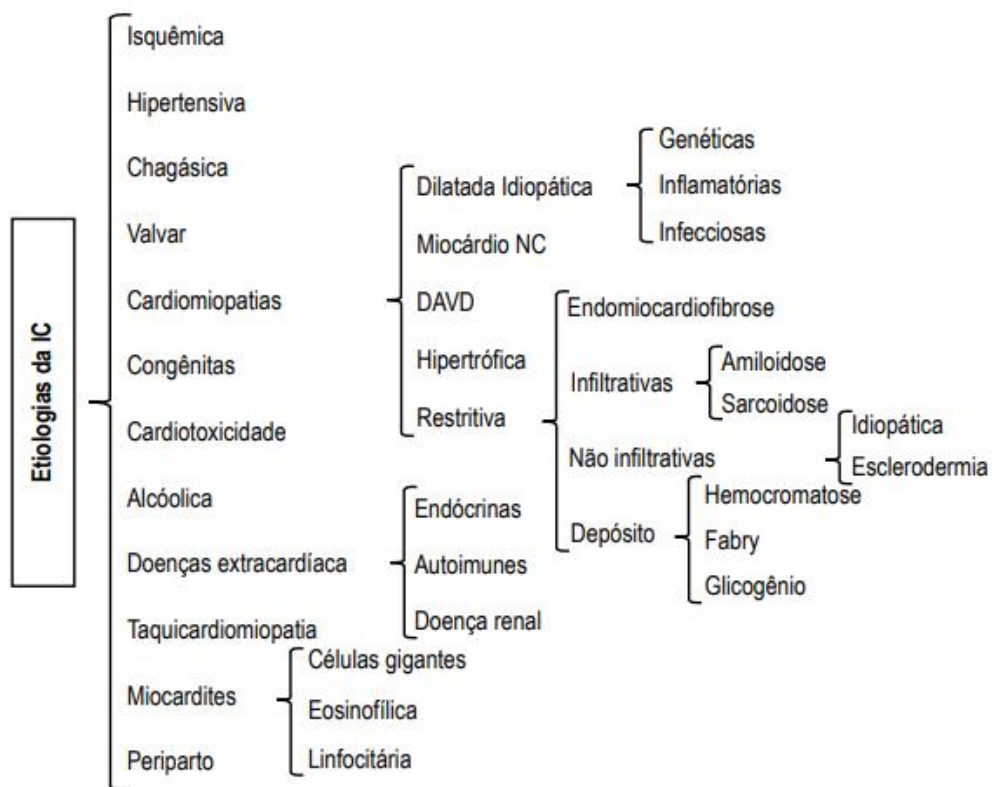 Etiologias da IC
Isquêmica
Hipertensiva
Chagásica
Valvar
Cardiomiopatias
Congênitas
Cardiotoxicidade
Alcóolica
Doenças extracardíaca
Taquicardiomiopatia
Miocardites
Periparto
Dilatada Idiopática
Miocárdio NC
DAVD
Hipertrófica
Restritiva
Genéticas
Inflamatórias
Infecciosas
Endomiocardiofibrose
Infiltrativas
Não infiltrativas
Depósito
Amiloidose
Sarcoidose
Idiopática
Esclerodermia
Hemocromatose
Fabry
Glicogênio
Endócrinas
Autoimunes
Doença renal
Células gigantes
Eosinofílica
Linfocitária